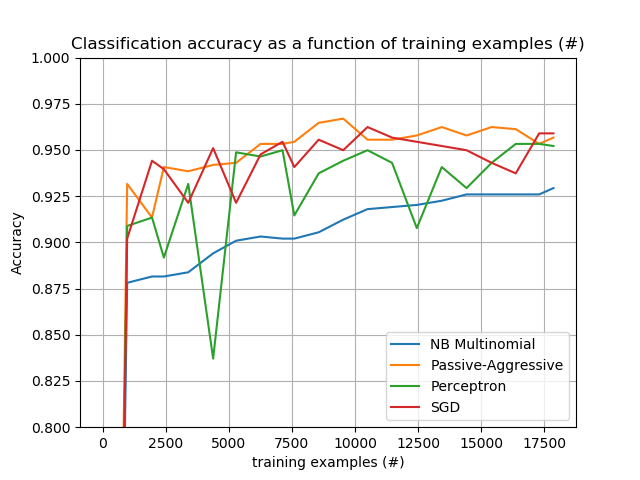 Classification accuracy as a function of training examples (#)
1.000
0.975
0.950
0.925
0.900
0.875
0.850
0.825
0.800
Accuracy
NB Multinomial
Passive-Aggressive
Perceptron
SGD
0
2500
5000
7500
10000
12500
15000
17500
training examples (#)